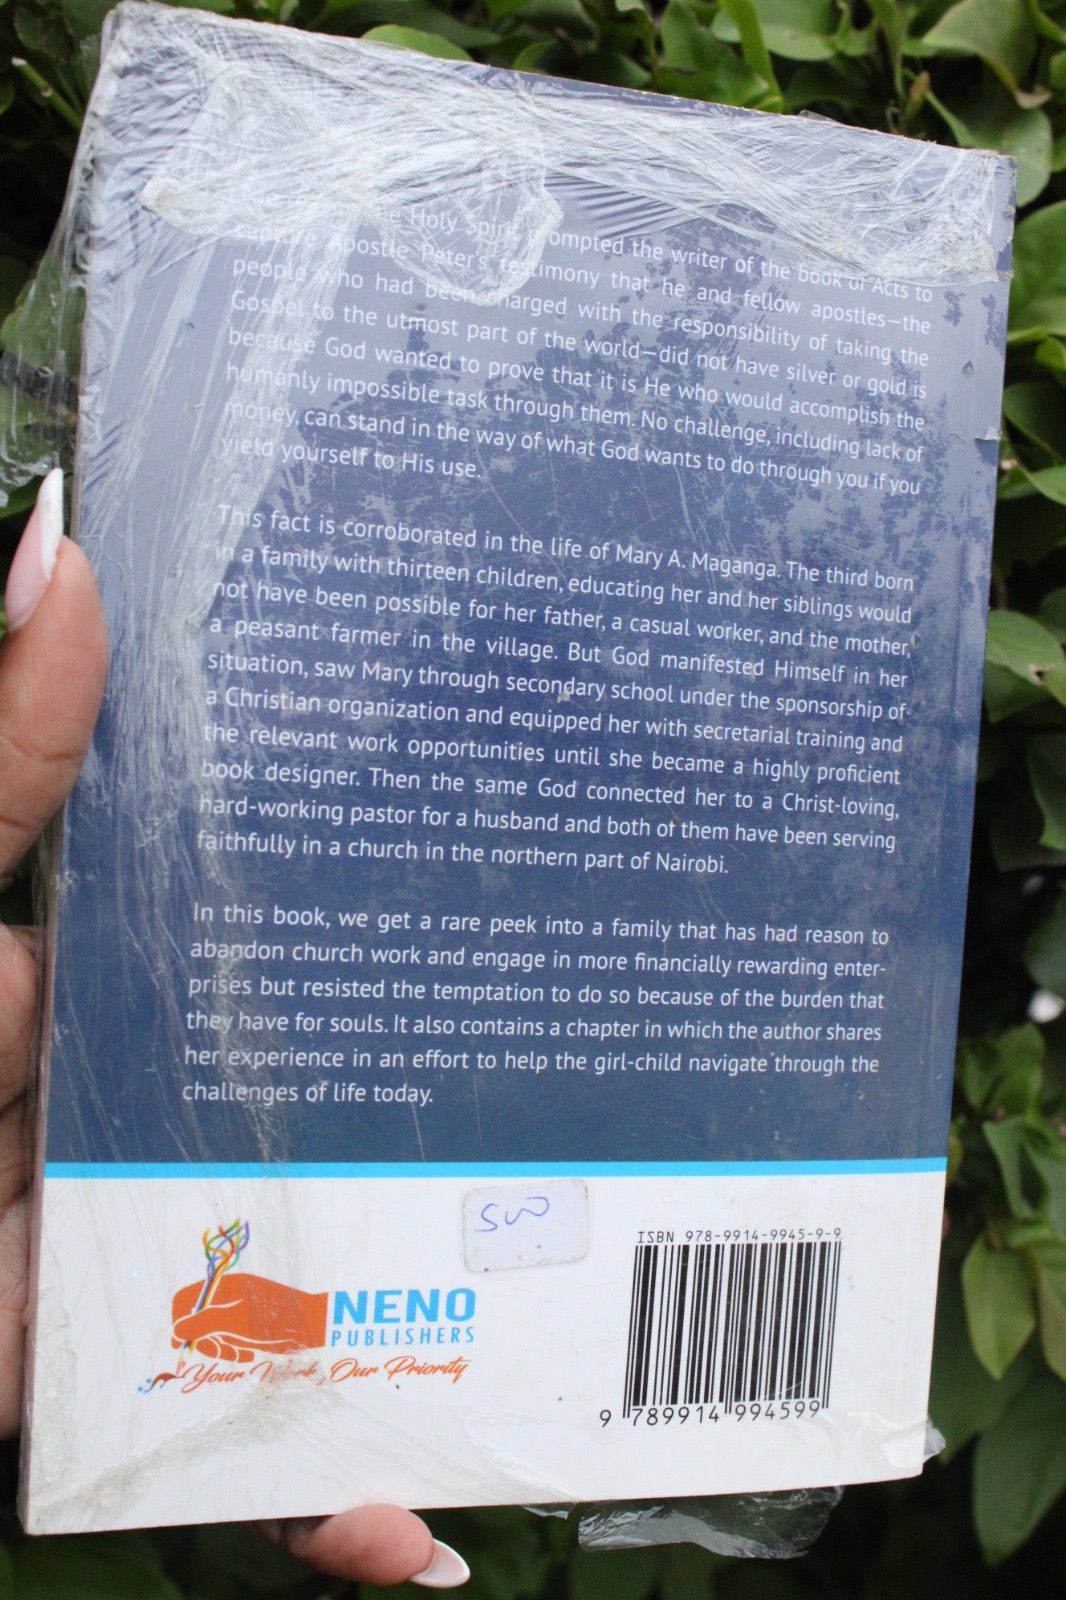 the Holy Spirit prompted the writer of the book of Acts to
capture Apostle Peter's testimony that he and fellow apostles—the
people who had been charged with the responsibility of taking the
Gospel to the utmost part of the world—did not have silver or gold is
because God wanted to prove that it is He who would accomplish the
humanly impossible task through them. No challenge, including lack of
money, can stand in the way of what God wants to do through you if you
yield yourself to His use.
This fact is corroborated in the life of Mary A. Maganga. The third born
in a family with thirteen children, educating her and her siblings would
not have been possible for her father, a casual worker, and the mother,
a peasant farmer in the village. But God manifested Himself in her
situation, saw Mary through secondary school under the sponsorship of
a Christian organization and equipped her with secretarial training and
the relevant work opportunities until she became a highly proficient
book designer. Then the same God connected her to a Christ-loving,
hard-working pastor for a husband and both of them have been serving
faithfully in a church in the northern part of Nairobi.
In this book, we get a rare peek into a family that has had reason to
abandon church work and engage in more financially rewarding enter-
prises but resisted the temptation to do so because of the burden that
they have for souls. It also contains a chapter in which the author shares
her experience in an effort to help the girl-child navigate through the
challenges of life today.
ISBN 978-9914-9945-9-9
NENO
PUBLISHERS
Your Work, Our Priority
9 789914 994599